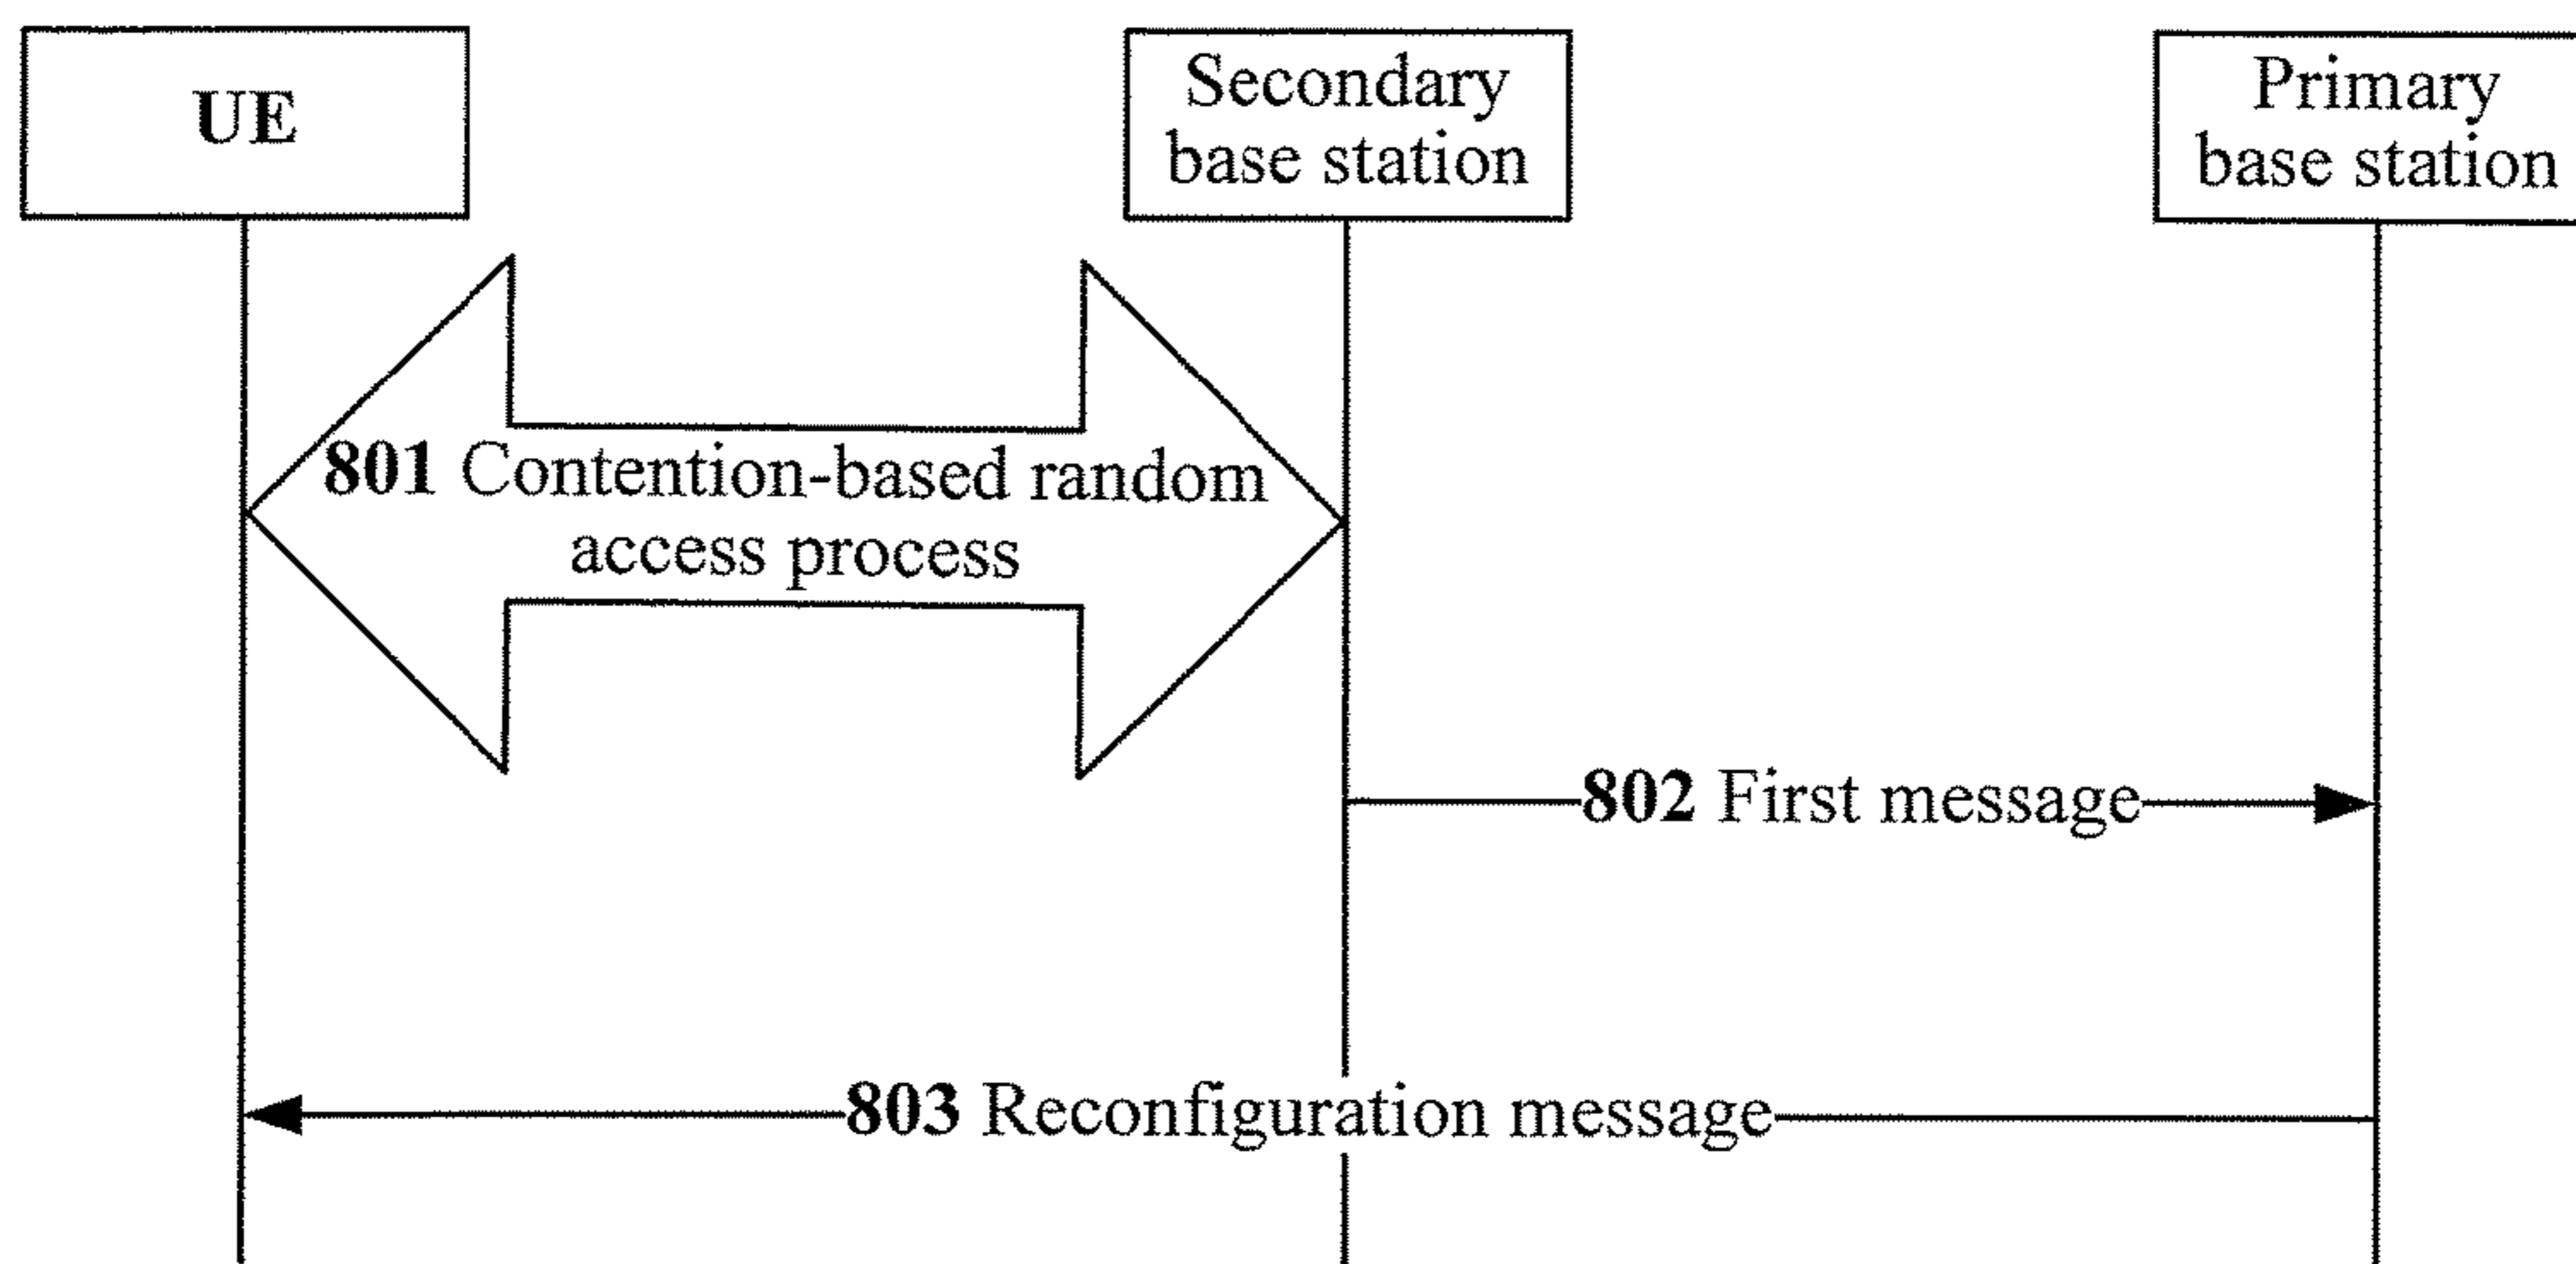 UE
Secondary
base station
Primary
base station
801 Contention-based random
access process
802 First message
803 Reconfiguration message